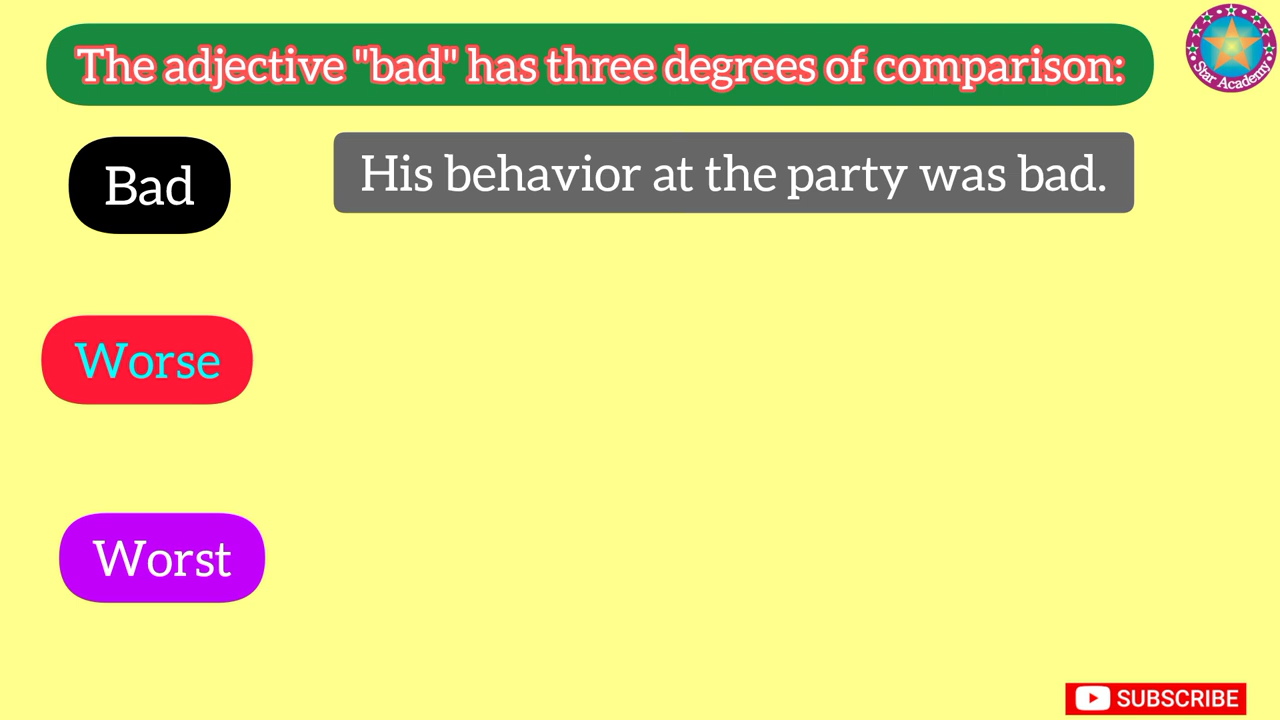 The adjective "bad" has three degrees of comparison:
Star Academy
Bad
His behavior at the party was bad.
Worse
Worst
SUBSCRIBE